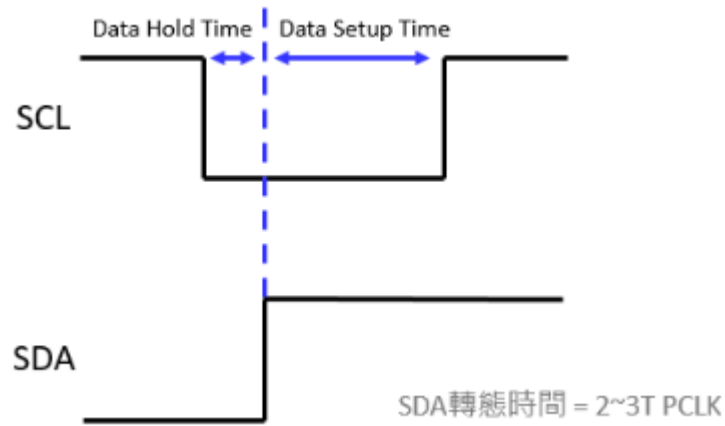 Data Hold Time
Data Setup Time
SCL
SDA
SDA轉態時間 = 2~3T PCLK